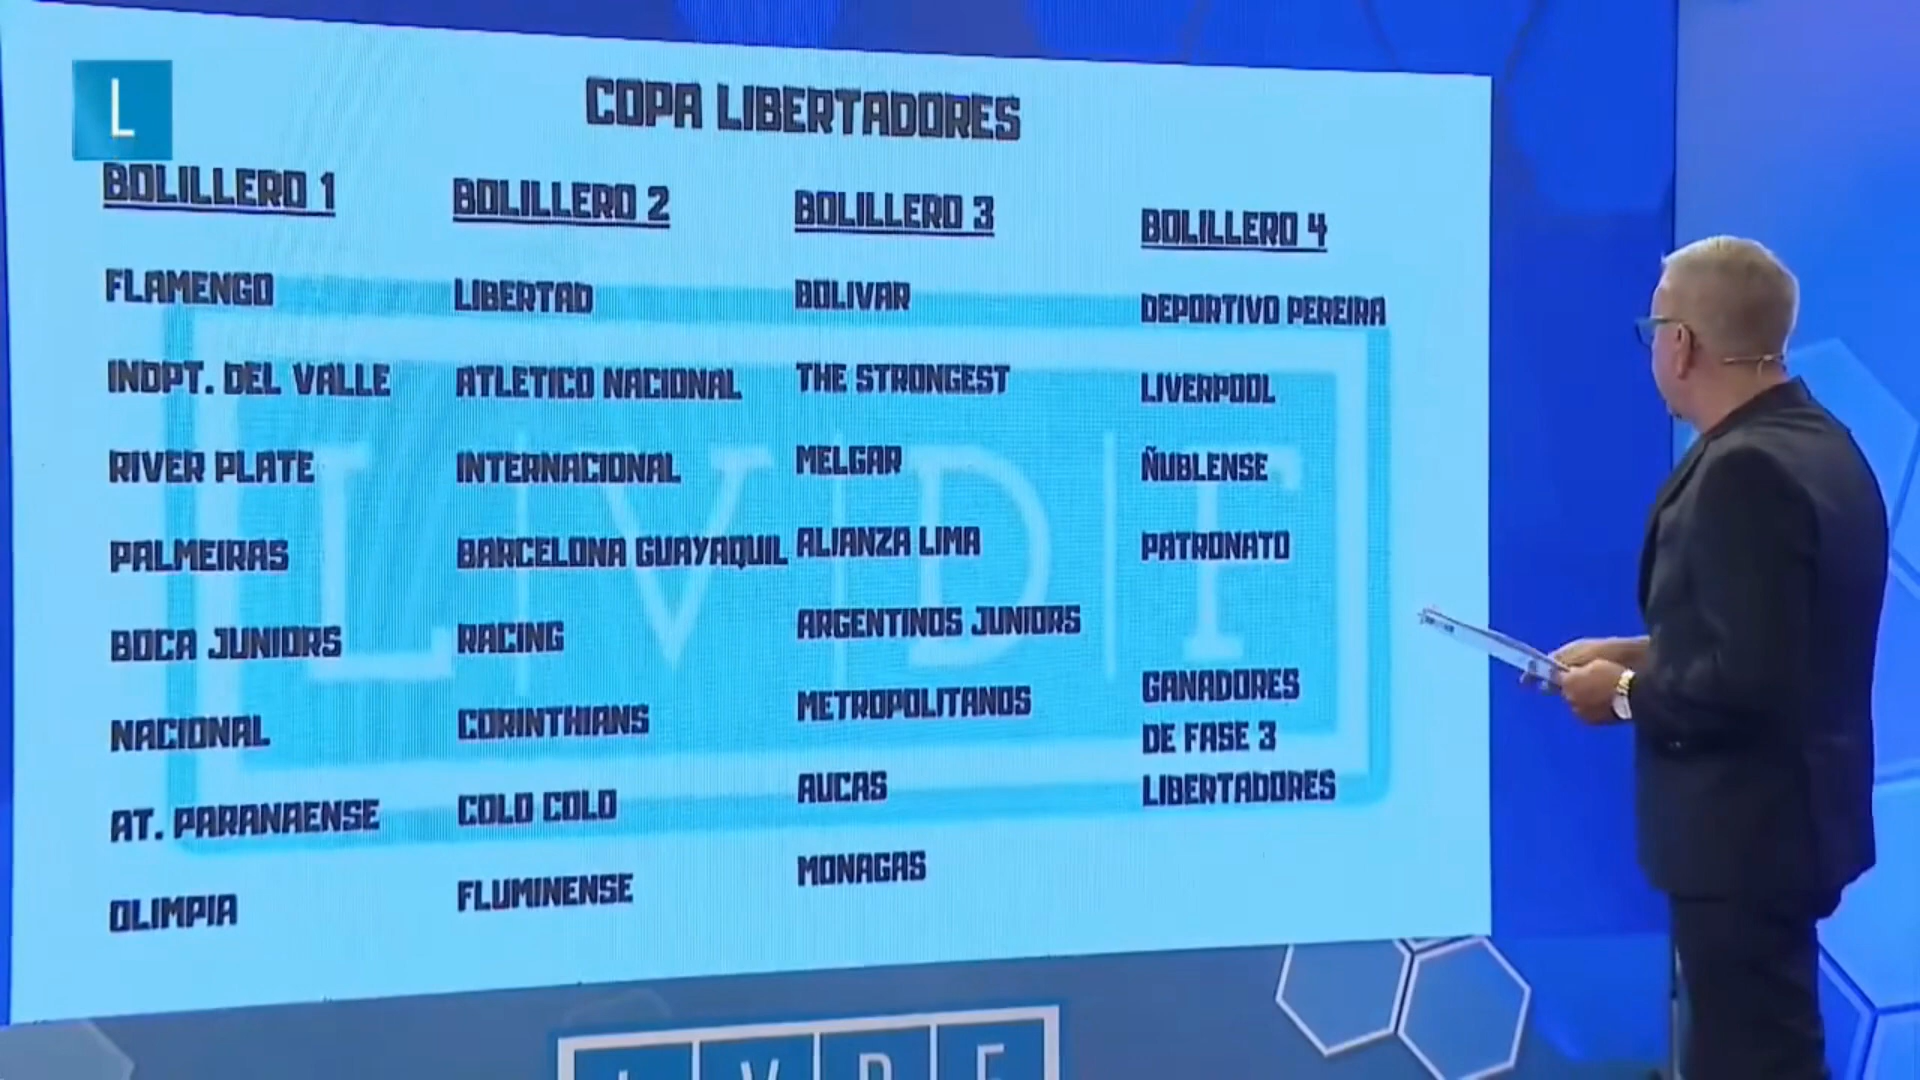 L
COPA LIBERTADORES
BOLILLERO 1
FLAMENGO
INDPT. DEL VALLE
RIVER PLATE
PALMEIRAS
BOCA JUNIORS
NACIONAL
AT. PARANAENSE
OLIMPIA
BOLILLERO 2
LIBERTAD
ATLETICO NACIONAL
INTERNACIONAL
BARCELONA GUAYAQUIL
RACING
CORINTHIANS
COLO COLO
FLUMINENSE
BOLILLERO 3
BOLIVAR
THE STRONGEST
MELGAR
ALIANZA LIMA
ARGENTINOS JUNIORS
METROPOLITANOS
AUCAS
MONAGAS
BOLILLERO 4
DEPORTIVO PEREIRA
LIVERPOOL
ÑUBLENSE
PATRONATO
GANADORES
DE FASE 3
LIBERTADORES
L V D F
L V D F